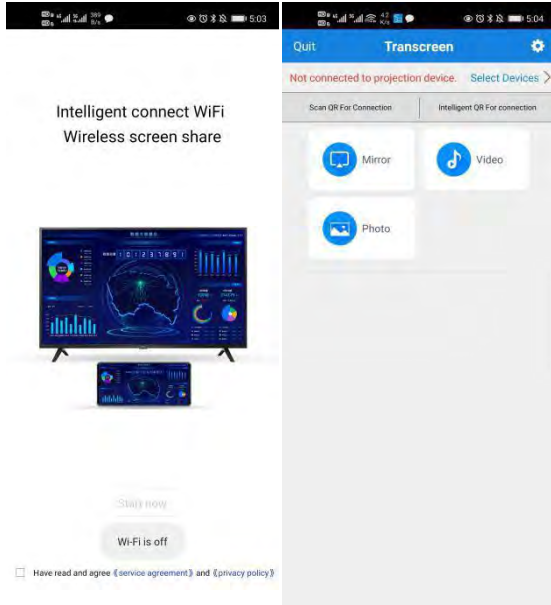 389
B/s
5:03
Intelligent connect WiFi
Wireless screen share
Start now
Wi-Fi is off
Have read and agree 《service agreement》 and 《privacy policy》
42
K/s
5:04
Quit
Transcreen
Not connected to projection device.
Select Devices
Scan QR For Connection
Intelligent QR For connection
Mirror
Video
Photo